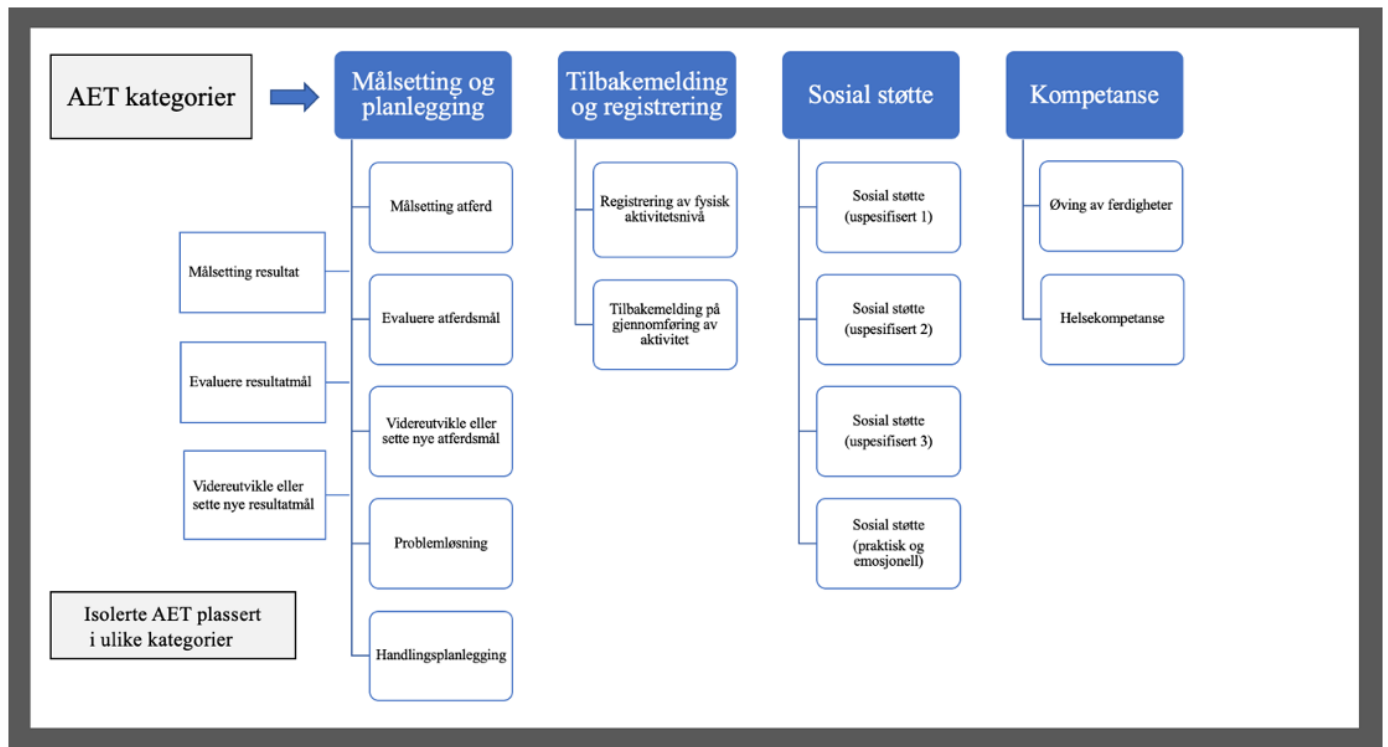 AET kategorier
Målsetting og
planlegging
Målsetting atferd
Målsetting resultat
Evaluere atferdsmål
Evaluere resultatmål
Videreutvikle eller
sette nye atferdsmål
Videreutvikle eller
sette nye resultatmål
Problemløsning
Handlingsplanlegging
Tilbakemelding
og registrering
Registrering av fysisk
aktivitetsnivå
Tilbakemelding på
gjennomføring av
aktivitet
Sosial støtte
Sosial støtte
(uspesifisert 1)
Sosial støtte
(uspesifisert 2)
Sosial støtte
(uspesifisert 3)
Sosial støtte
(praktisk og
emosjonell)
Kompetanse
Øving av ferdigheter
Helsekompetanse
Isolerte AET plassert
i ulike kategorier